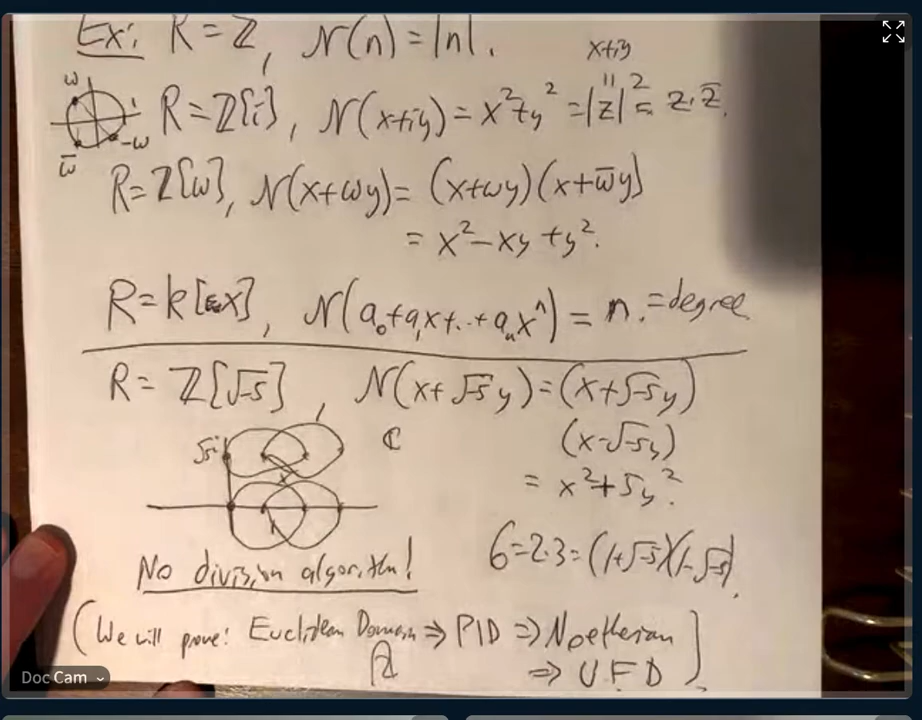 Ex: R = ℤ, N(n) = |n|.
x+iy
ω
R = ℤ[i], N(x+iy) = x²+y² = |z|² = z·z̄.
ω̄ -ω
R = ℤ[ω], N(x+ωy) = (x+ωy)(x+ω̄y)
= x²-xy+y².
R = k[x], N(a₀+a₁x+..+aₙxⁿ) = n. = degree
R = ℤ[√-5], N(x+√-5y) = (x+√-5y)
ℂ (x-√-5y)
= x²+5y².
6=2·3=(1+√-5)(1-√-5).
No division algorithm!
(We will prove: Euclidean Domain ⇒ PID ⇒ Noetherian
⇒ UFD).
Doc Cam